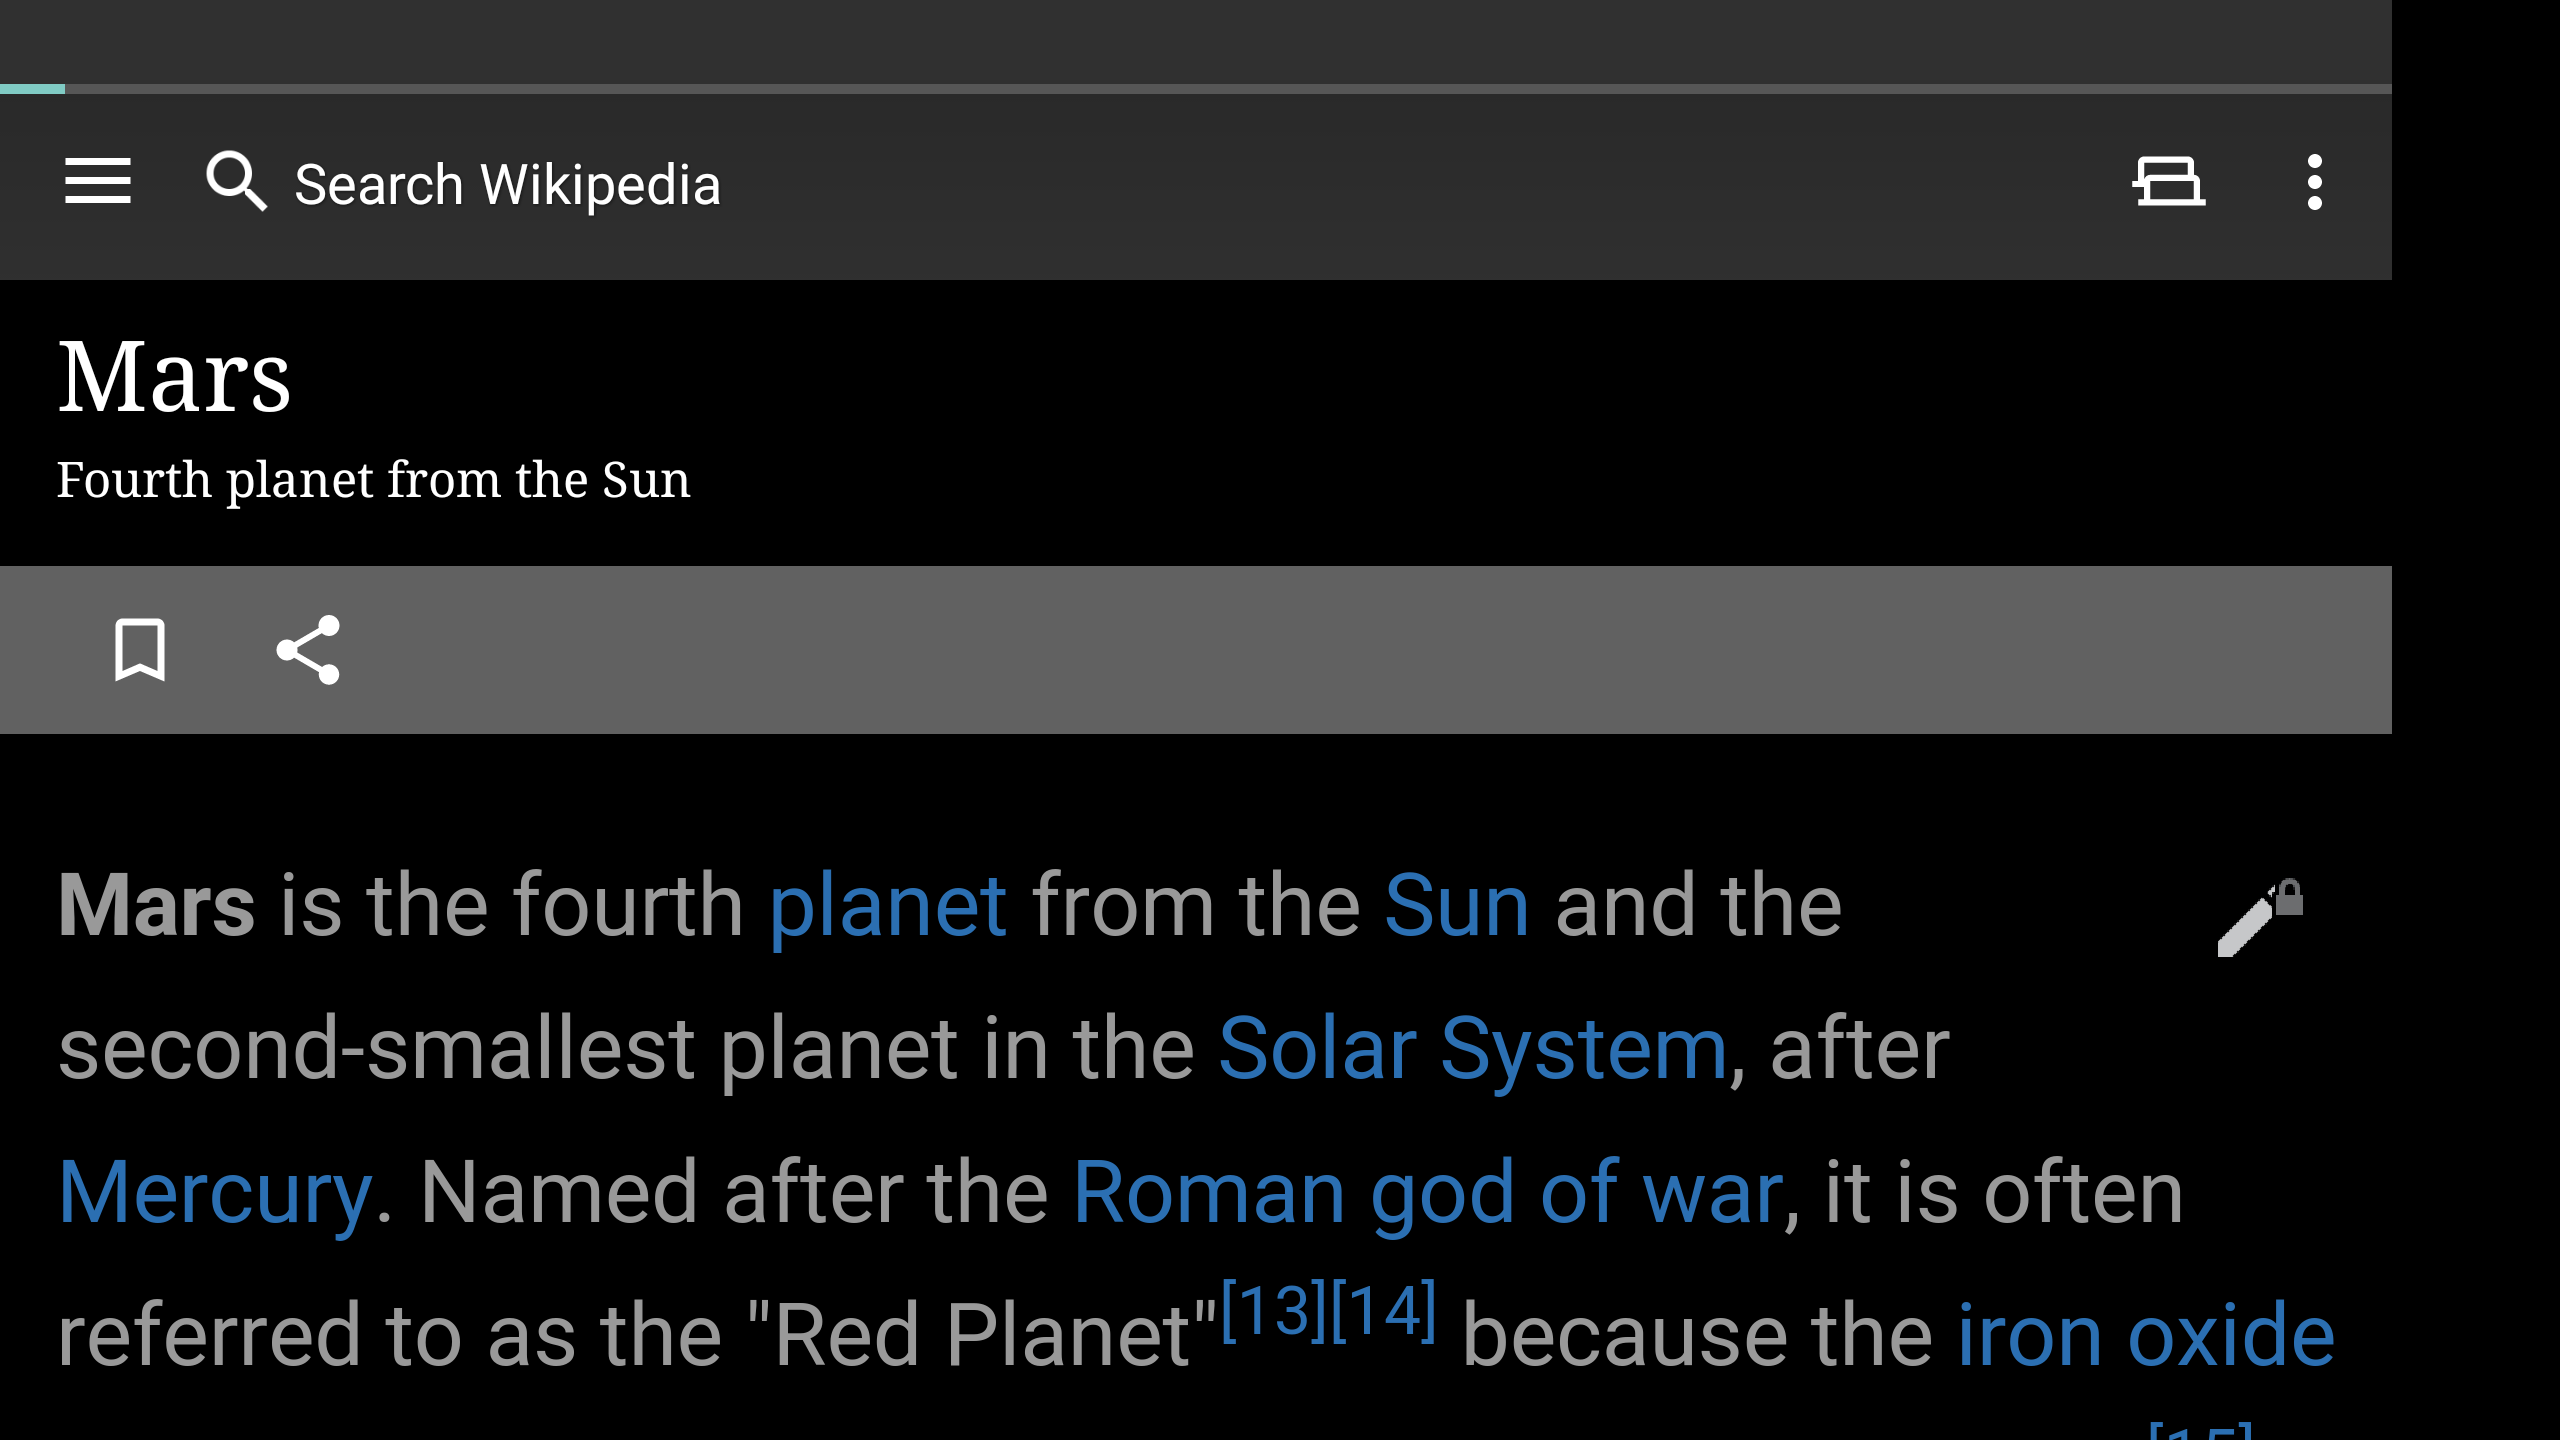 Search Wikipedia
Mars
Fourth planet from the Sun
Mars is the fourth planet from the Sun and the
second-smallest planet in the Solar System, after
Mercury. Named after the Roman god of war, it is often
referred to as the "Red Planet"[13][14] because the iron oxide
[15]